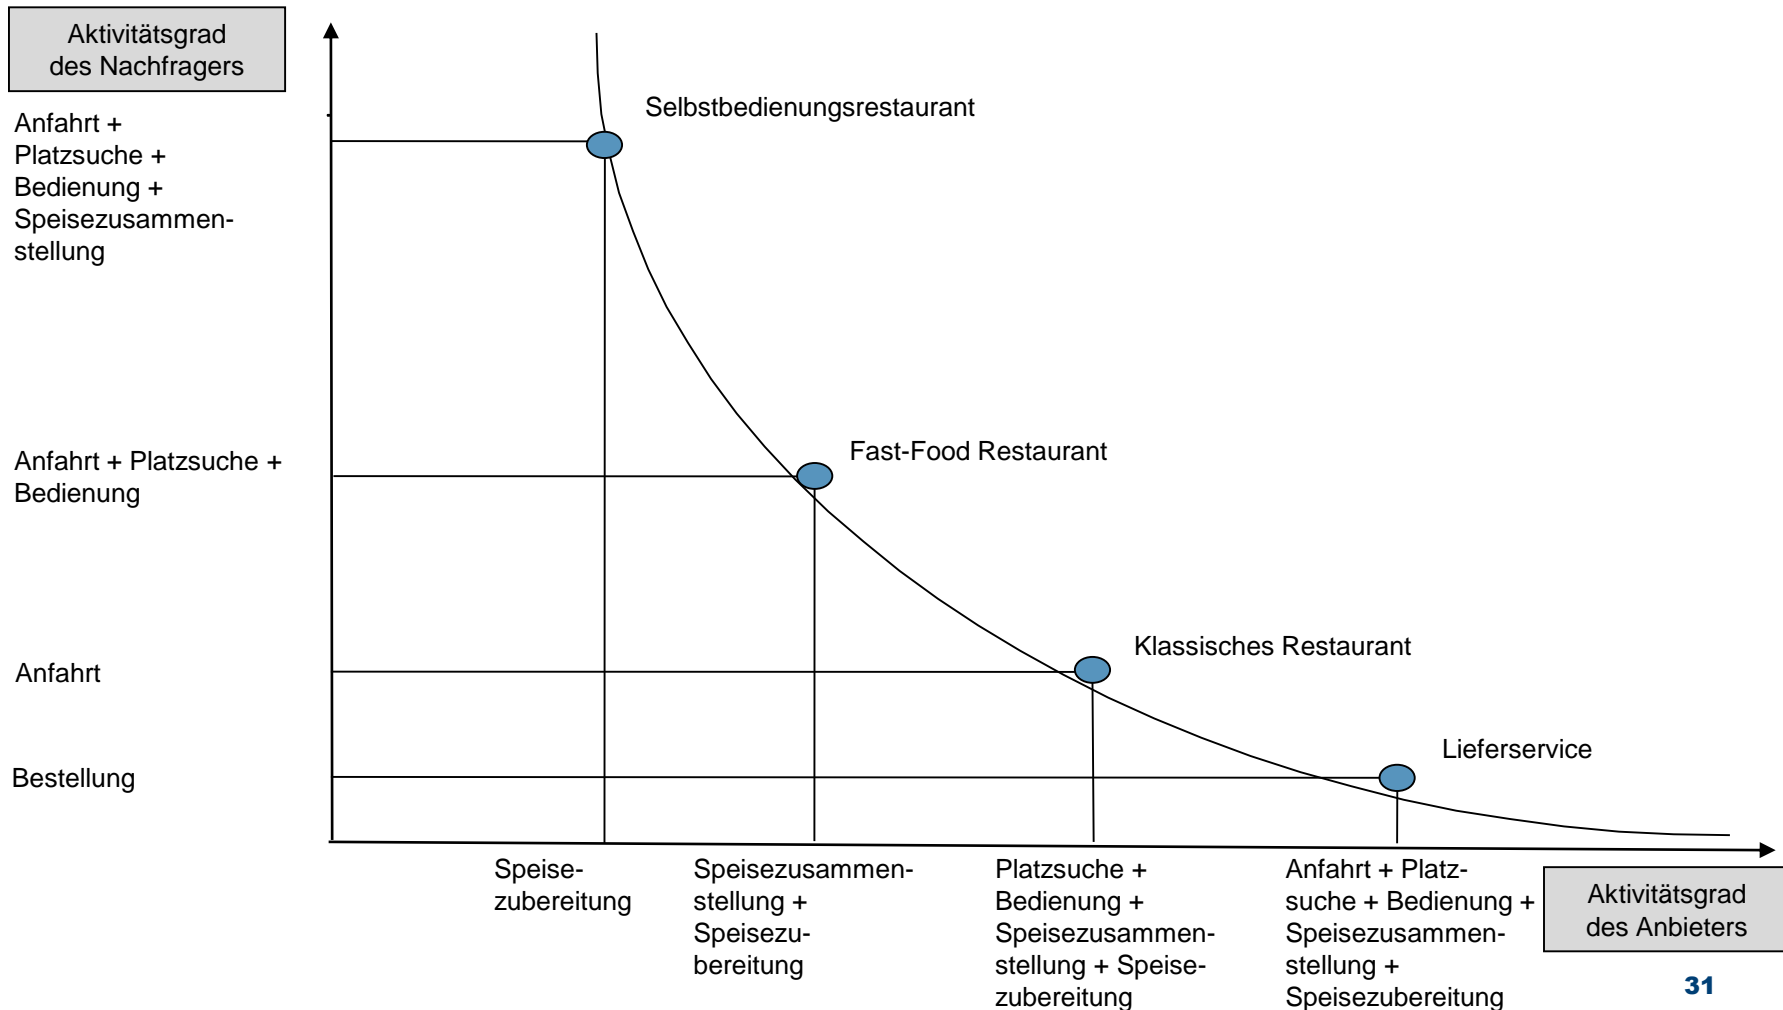 Aktivitätsgrad
des Nachfragers
Anfahrt +
Platzsuche +
Bedienung +
Speisezusammen-
stellung
Selbstbedienungsrestaurant
Anfahrt + Platzsuche +
Bedienung
Fast-Food Restaurant
Anfahrt
Klassisches Restaurant
Bestellung
Lieferservice
Speise-
zubereitung
Speisezusammen-
stellung +
Speisezu-
bereitung
Platzsuche +
Bedienung +
Speisezusammen-
stellung + Speise-
zubereitung
Anfahrt + Platz-
suche + Bedienung +
Speisezusammen-
stellung +
Speisezubereitung
Aktivitätsgrad
des Anbieters
31